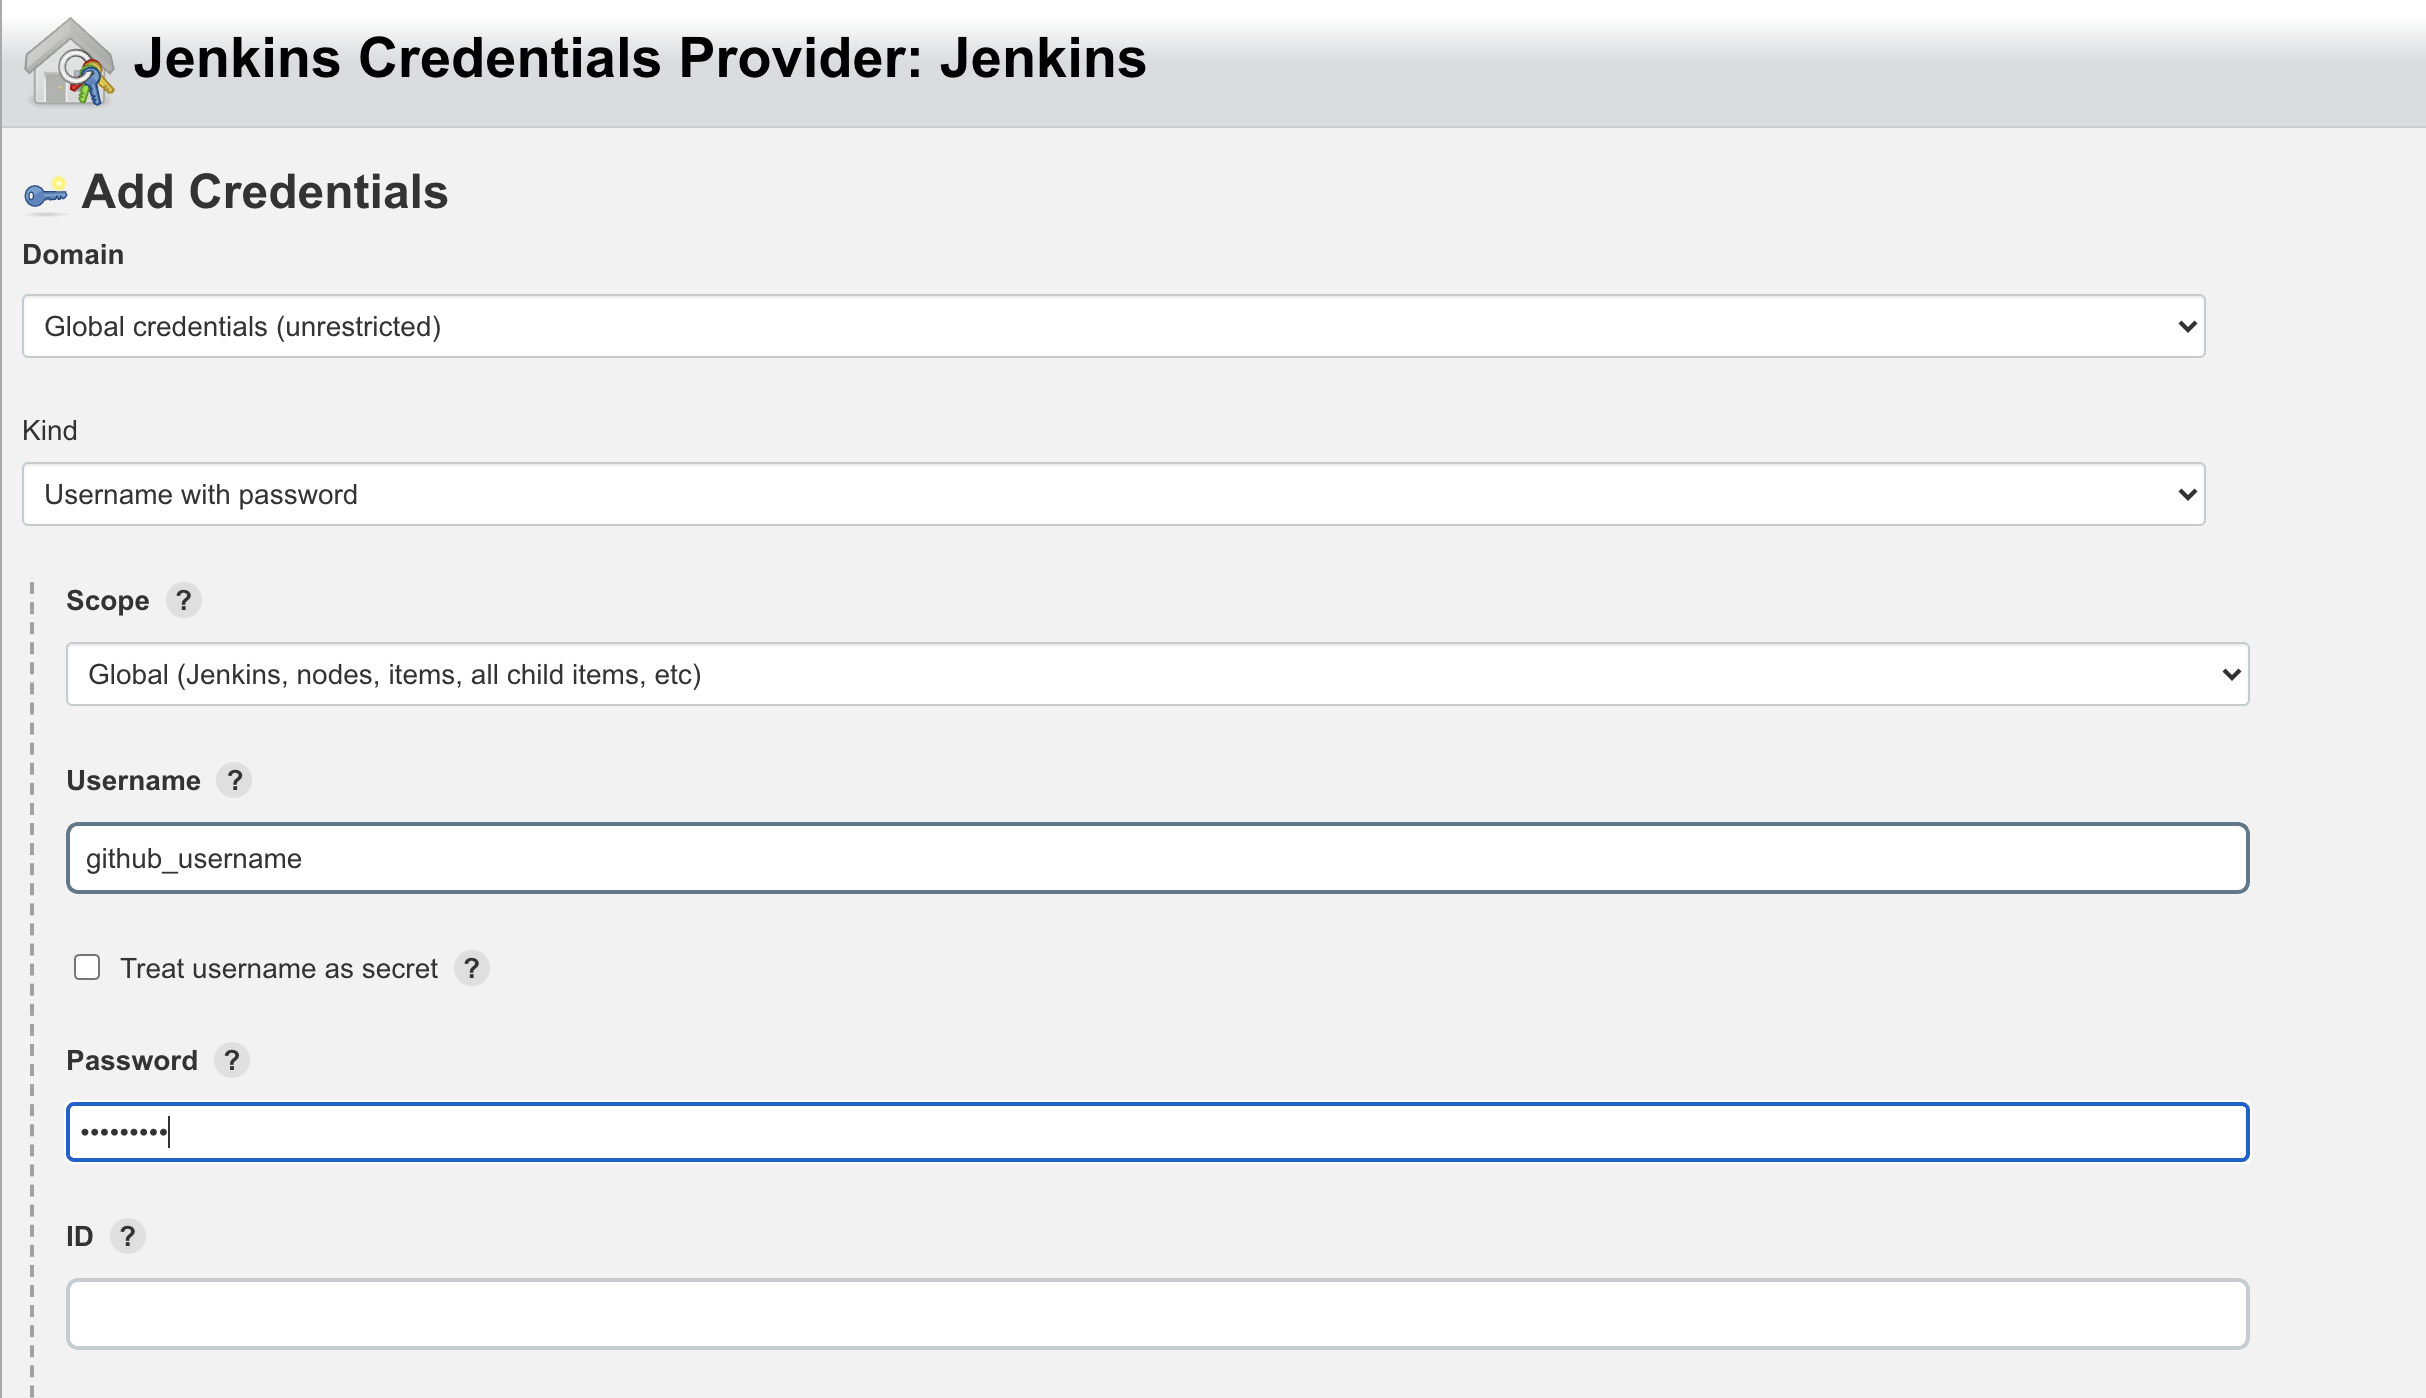 Jenkins Credentials Provider: Jenkins
Add Credentials
Domain
Global credentials (unrestricted)
Kind
Username with password
Scope ?
Global (Jenkins, nodes, items, all child items, etc)
Username ?
github_username
Treat username as secret ?
Password ?
•••••••••
ID ?